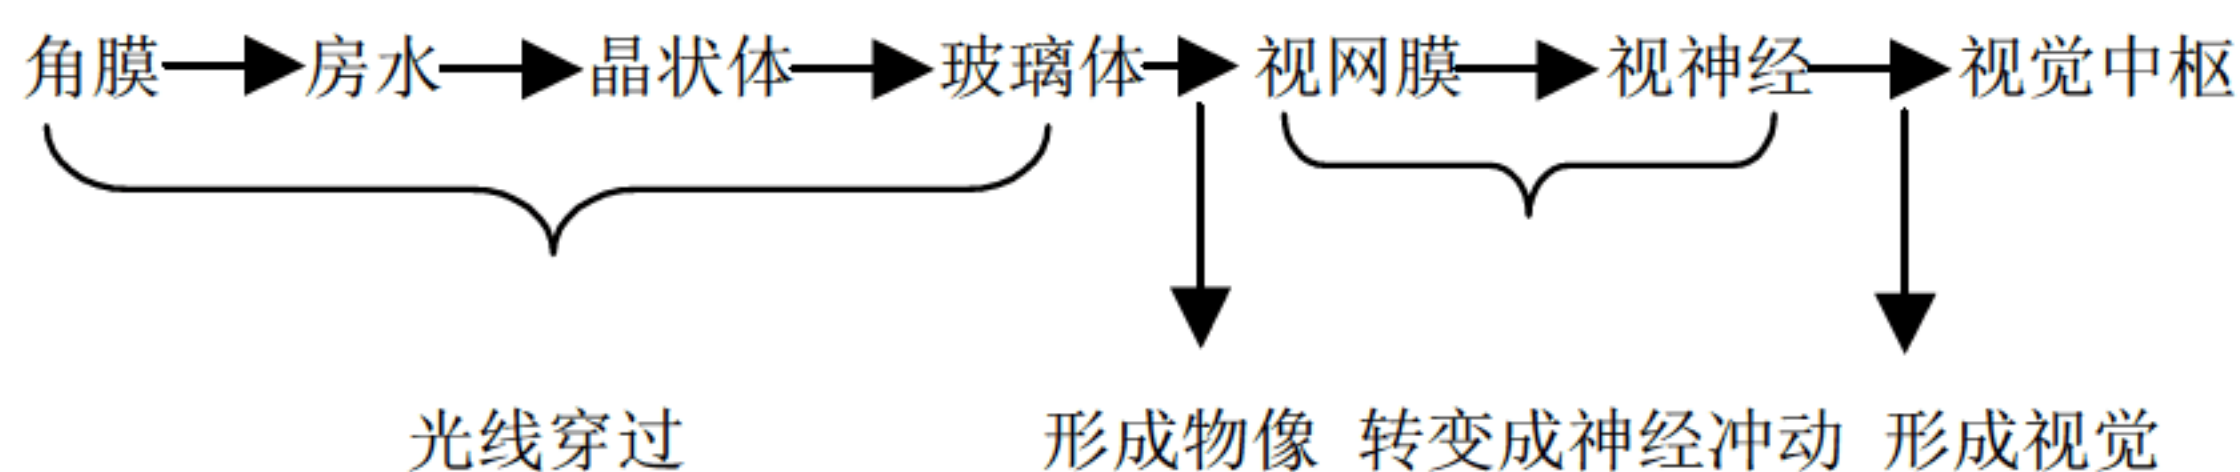 角膜 房水 晶状体 玻璃体 视网膜 视神经 视觉中枢
光线穿过 形成物像 转变成神经冲动 形成视觉